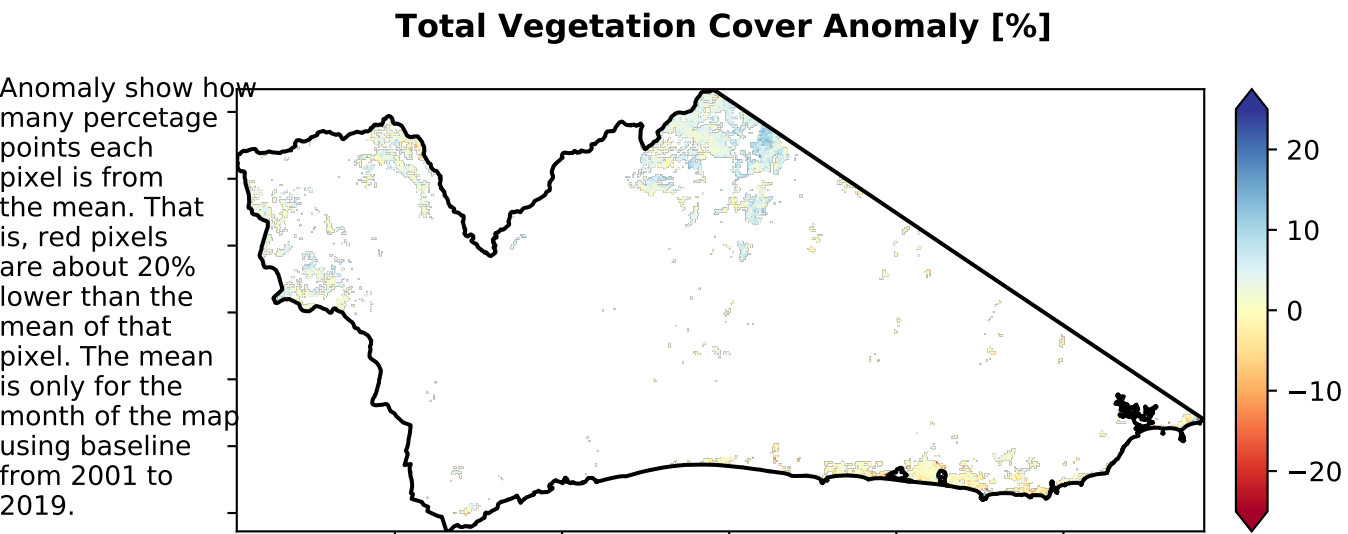 Total Vegetation Cover Anomaly [%]
Anomaly show how
many percetage
points each
pixel is from
the mean. That
is, red pixels
are about 20%
lower than the
mean of that
pixel. The mean
is only for the
month of the map
using baseline
from 2001 to
2019.
20
10
0
−10
−20